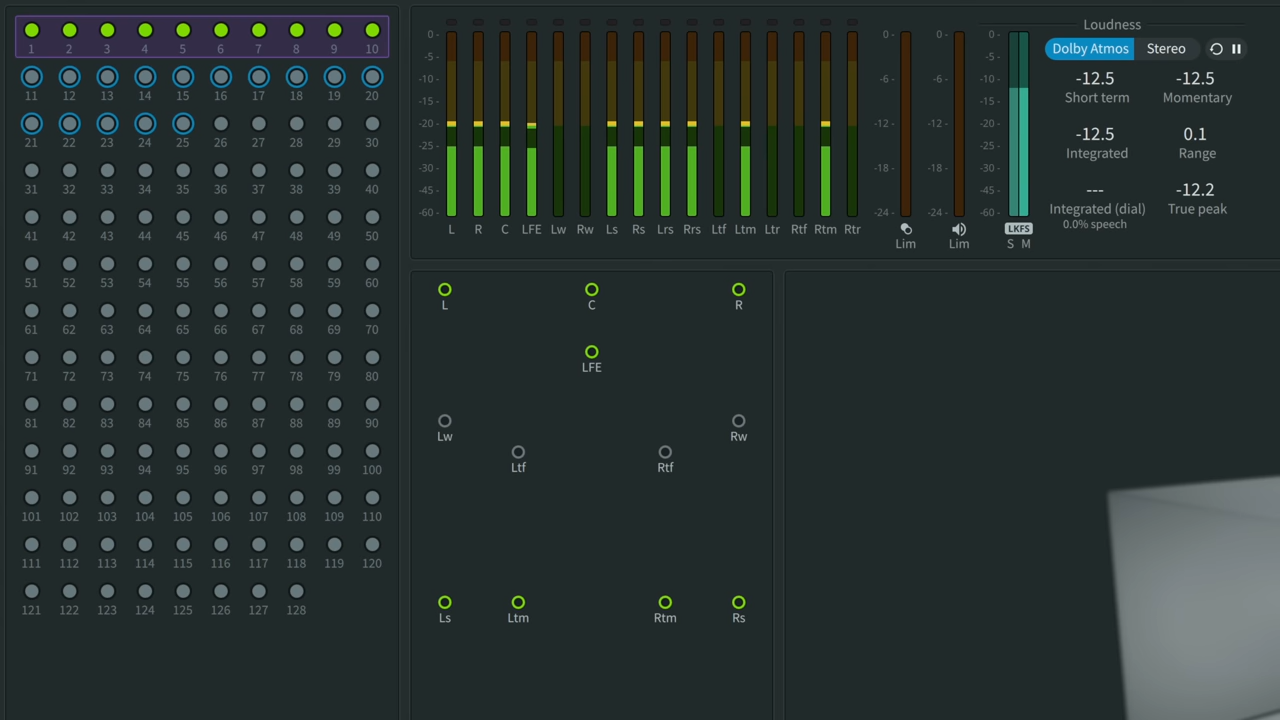 1 2 3 4 5 6 7 8 9 10
11 12 13 14 15 16 17 18 19 20
21 22 23 24 25 26 27 28 29 30
31 32 33 34 35 36 37 38 39 40
41 42 43 44 45 46 47 48 49 50
51 52 53 54 55 56 57 58 59 60
61 62 63 64 65 66 67 68 69 70
71 72 73 74 75 76 77 78 79 80
81 82 83 84 85 86 87 88 89 90
91 92 93 94 95 96 97 98 99 100
101 102 103 104 105 106 107 108 109 110
111 112 113 114 115 116 117 118 119 120
121 122 123 124 125 126 127 128
0 -
-5 -
-10 -
-15 -
-20 -
-25 -
-30 -
-45 -
-60 -
L R C LFE Lw Rw Ls Rs Lrs Rrs Ltf Ltm Ltr Rtf Rtm Rtr
0 -
-6 -
-12 -
-18 -
-24 -
Lim
0 -
-6 -
-12 -
-18 -
-24 -
Lim
0 -
-5 -
-10 -
-15 -
-20 -
-25 -
-30 -
-45 -
-60 -
LKFS
S M
Loudness
Dolby Atmos Stereo
-12.5 -12.5
Short term Momentary
-12.5 0.1
Integrated Range
--- -12.2
Integrated (dial) True peak
0.0% speech
L C R
LFE
Lw Rw
Ltf Rtf
Ls Ltm Rtm Rs